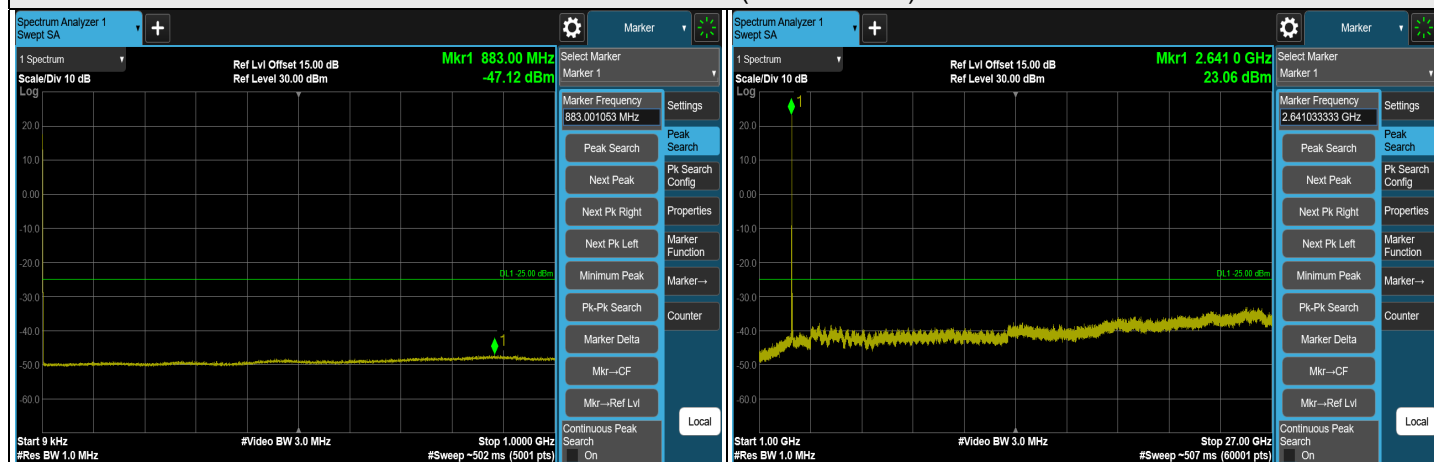 Spectrum Analyzer 1
Swept SA
+
Marker
1 Spectrum
Scale/Div 10 dB
Ref Lvl Offset 15.00 dB
Ref Level 30.00 dBm
Mkr1 883.00 MHz
-47.12 dBm
Log
20.0
10.0
0.00
-10.0
-20.0
-30.0
-40.0
-50.0
-60.0
DL1 -25.00 dBm
1
Start 9 kHz
#Res BW 1.0 MHz
#Video BW 3.0 MHz
Stop 1.0000 GHz
#Sweep ~502 ms (5001 pts)
Select Marker
Marker 1
Marker Frequency
883.001053 MHz
Peak Search
Next Peak
Next Pk Right
Next Pk Left
Minimum Peak
Pk-Pk Search
Marker Delta
Mkr→CF
Mkr→Ref Lvl
Continuous Peak
Search
On
Settings
Peak
Search
Pk Search
Config
Properties
Marker
Function
Marker→
Counter
Local
Spectrum Analyzer 1
Swept SA
+
Marker
1 Spectrum
Scale/Div 10 dB
Ref Lvl Offset 15.00 dB
Ref Level 30.00 dBm
Mkr1 2.641 0 GHz
23.06 dBm
Log
20.0
10.0
0.00
-10.0
-20.0
-30.0
-40.0
-50.0
-60.0
DL1 -25.00 dBm
1
Start 1.00 GHz
#Res BW 1.0 MHz
#Video BW 3.0 MHz
Stop 27.00 GHz
#Sweep ~507 ms (60001 pts)
Select Marker
Marker 1
Marker Frequency
2.641033333 GHz
Peak Search
Next Peak
Next Pk Right
Next Pk Left
Minimum Peak
Pk-Pk Search
Marker Delta
Mkr→CF
Mkr→Ref Lvl
Continuous Peak
Search
On
Settings
Peak
Search
Pk Search
Config
Properties
Marker
Function
Marker→
Counter
Local